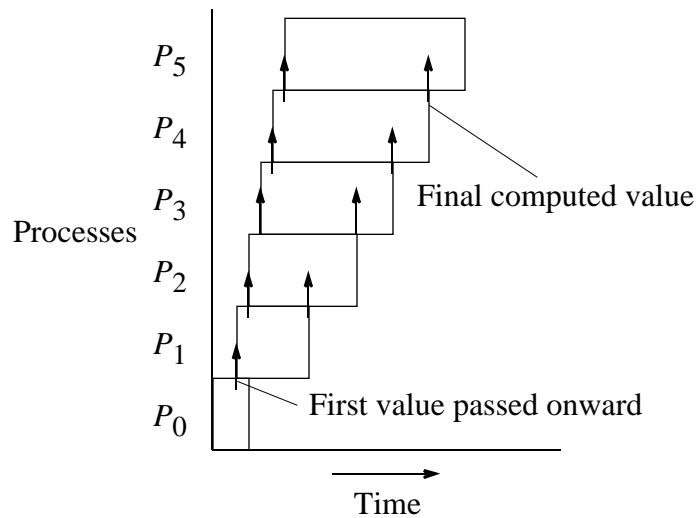 P5
P4
Final computed value
P3
Processes
P2
P1
First value passed onward
P0
Time